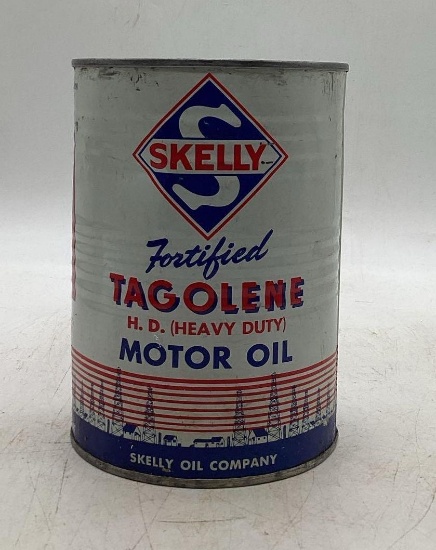 SKELLY
Fortified
TAGOLENE
H. D. (HEAVY DUTY)
MOTOR OIL
SKELLY OIL COMPANY